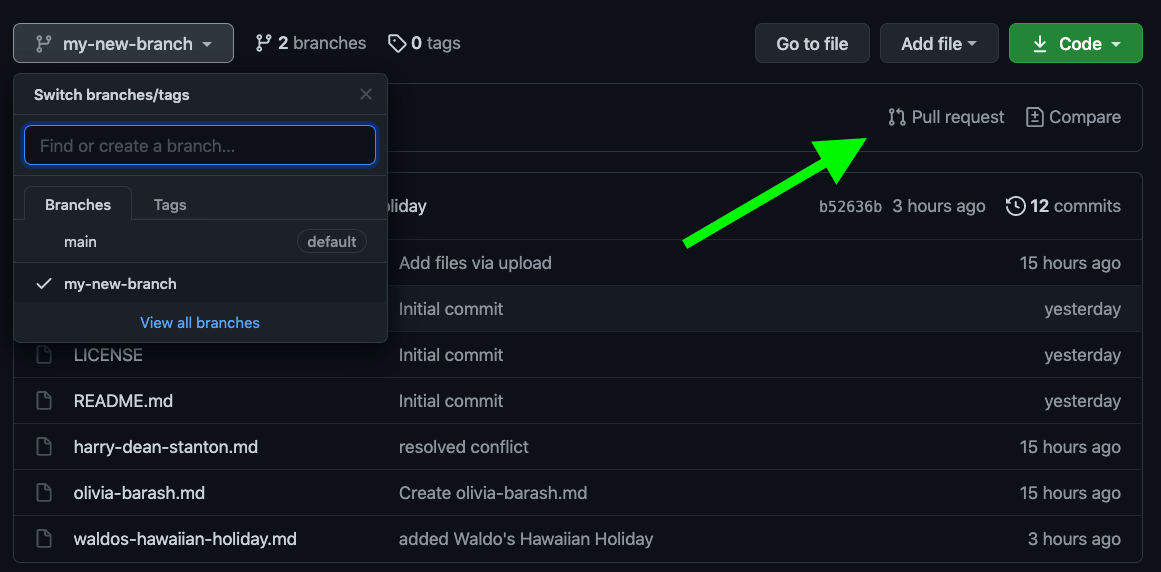 my-new-branch 2 branches 0 tags Go to file Add file Code
Switch branches/tags
Find or create a branch...
Pull request Compare
Branches Tags
oliday b52636b 3 hours ago 12 commits
main default
Add files via upload 15 hours ago
my-new-branch
Initial commit yesterday
View all branches
LICENSE Initial commit yesterday
README.md Initial commit yesterday
harry-dean-stanton.md resolved conflict 15 hours ago
olivia-barash.md Create olivia-barash.md 15 hours ago
waldos-hawaiian-holiday.md added Waldo's Hawaiian Holiday 3 hours ago